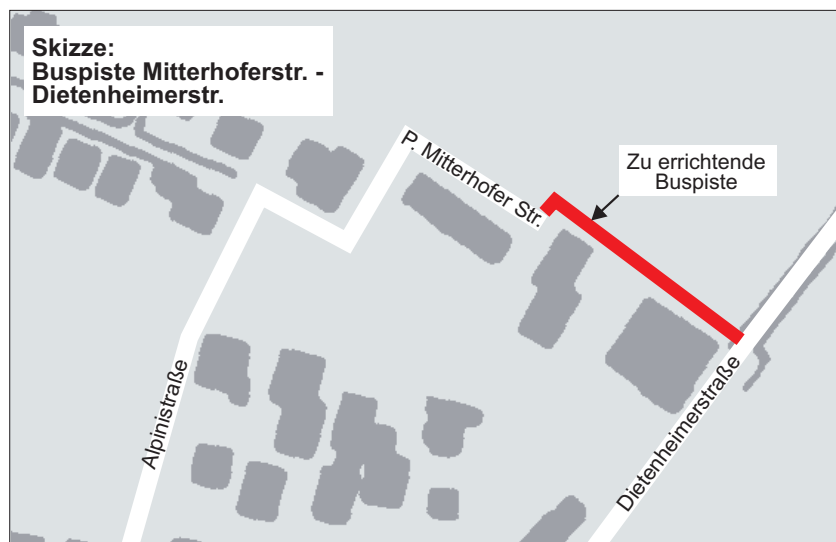 Skizze:
Buspiste Mitterhoferstr. -
Dietenheimerstr.
P. Mitterhofer Str.
Zu errichtende
Buspiste
Alpinistraße
Dietenheimerstraße